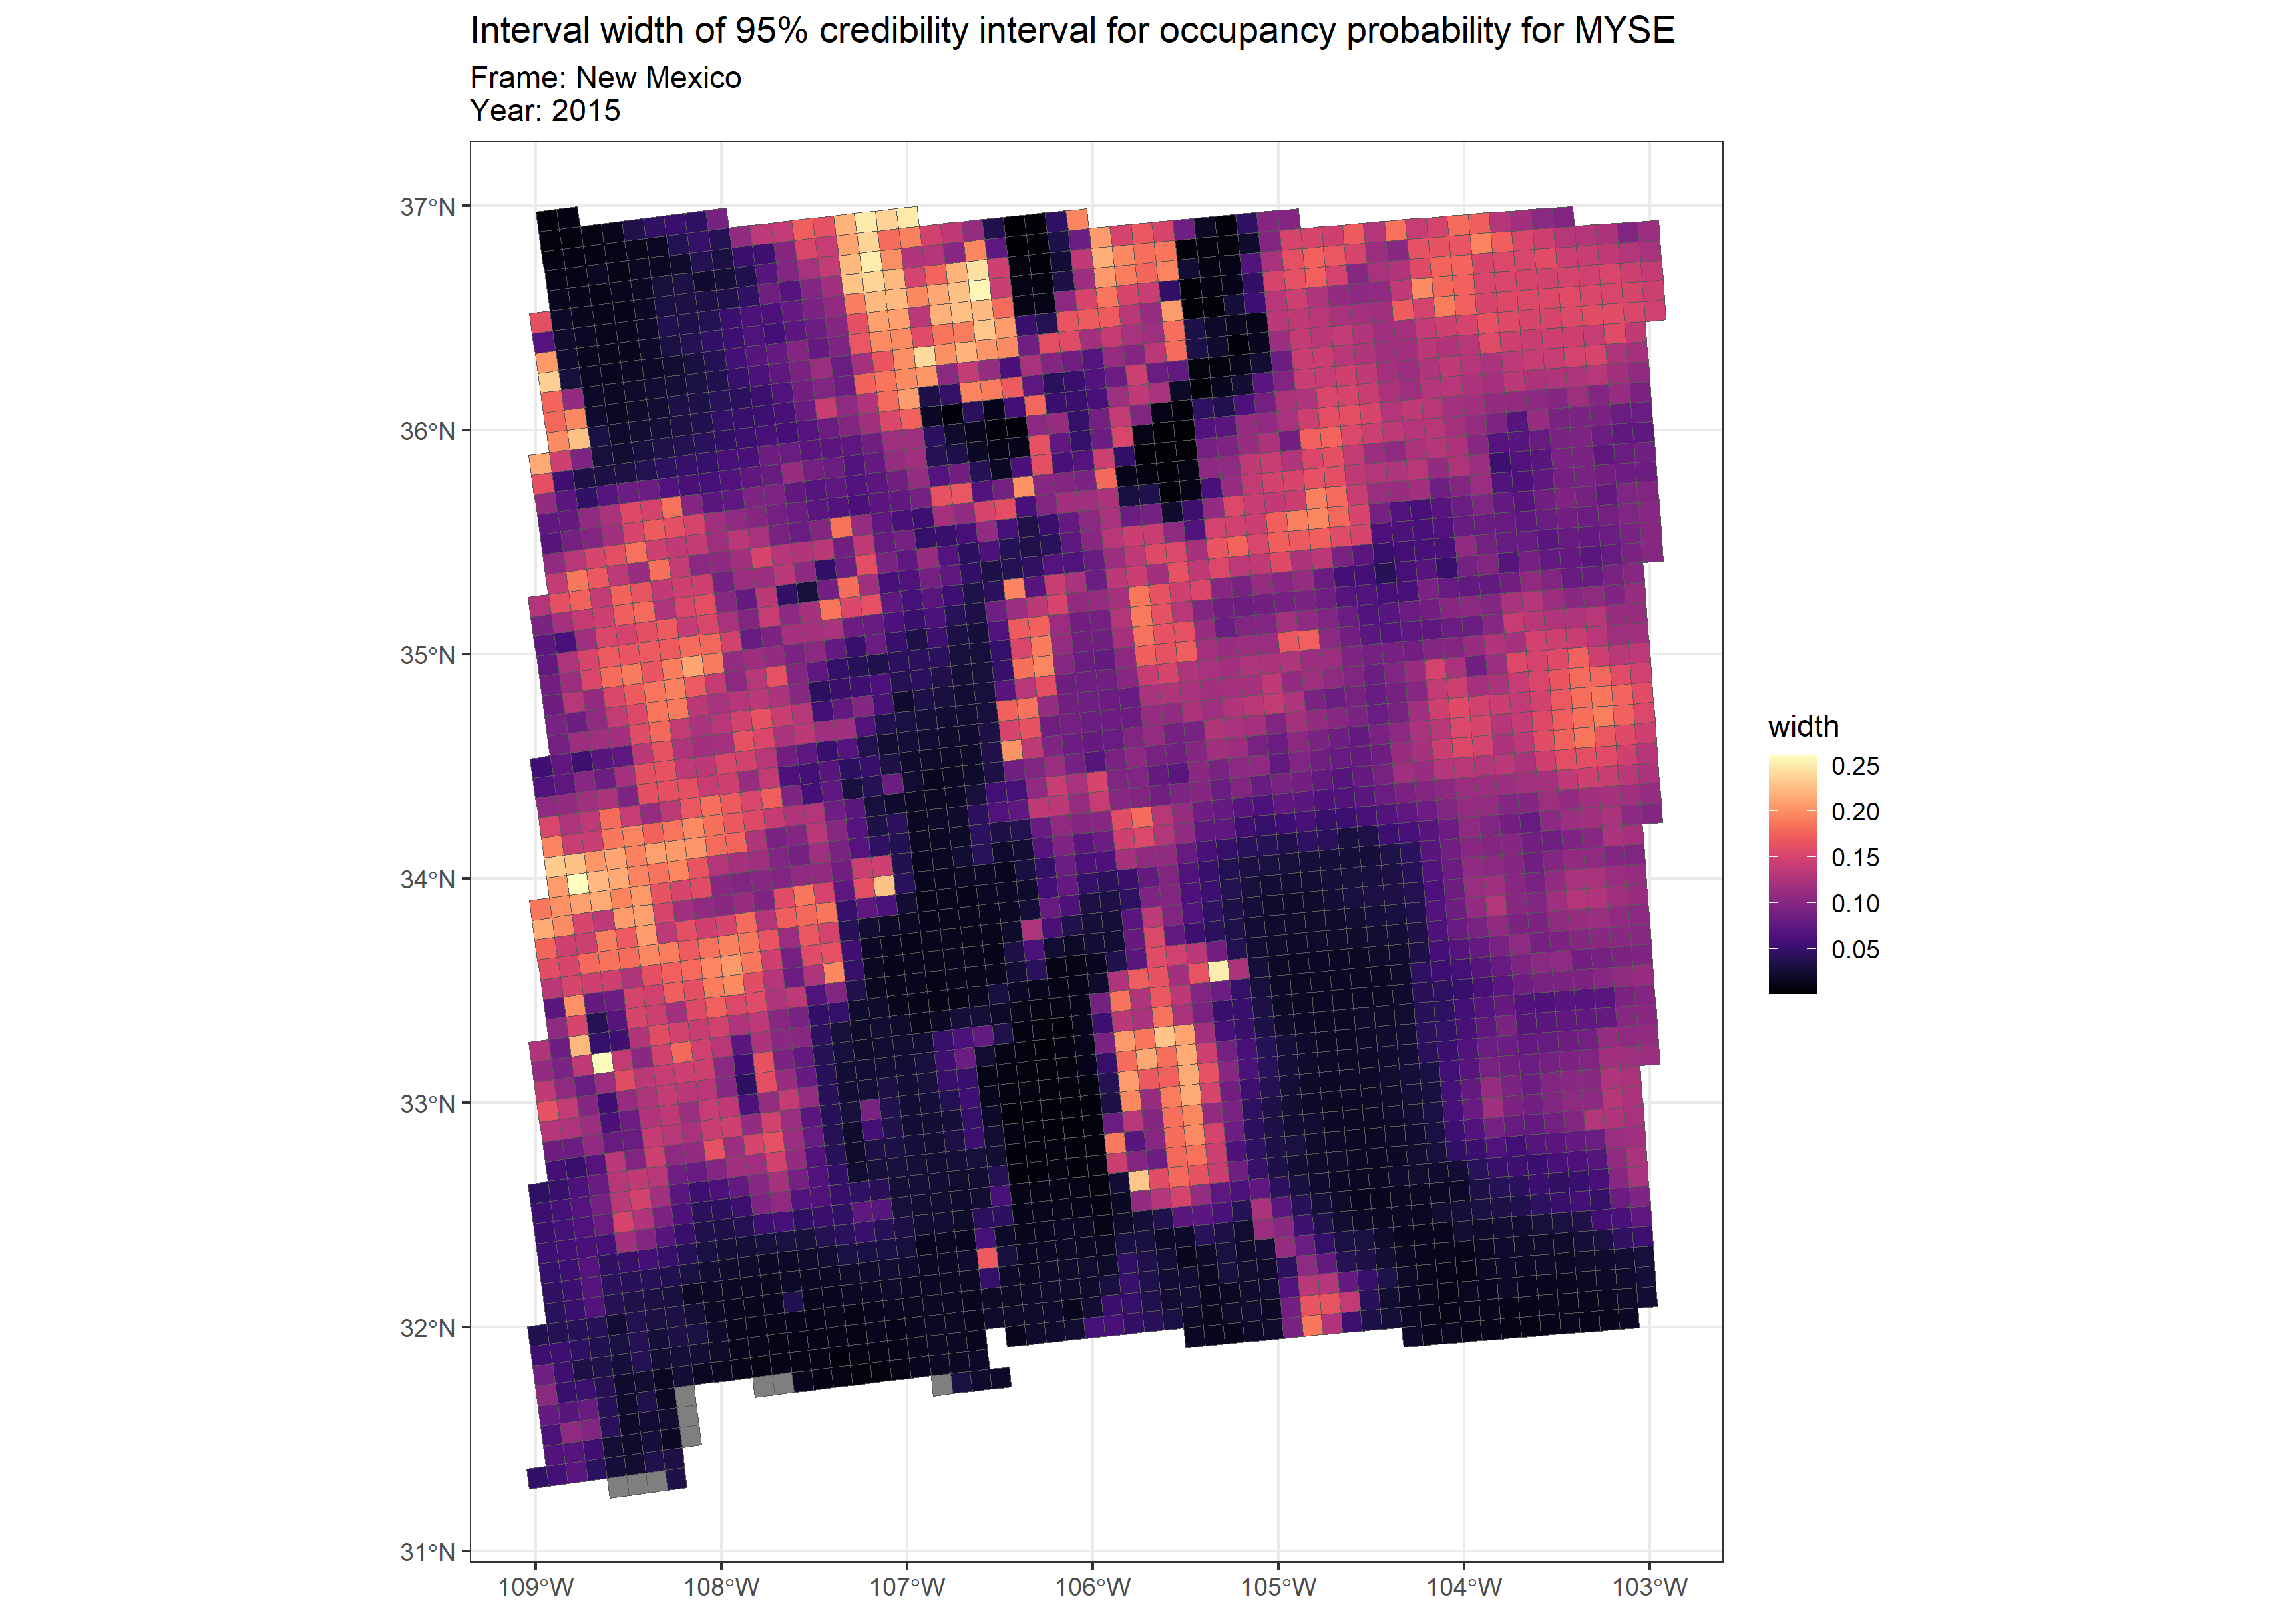 Interval width of 95% credibility interval for occupancy probability for MYSE
Frame: New Mexico
Year: 2015
37°N
36°N
35°N
34°N
33°N
32°N
31°N
109°W
108°W
107°W
106°W
105°W
104°W
103°W
width
0.25
0.20
0.15
0.10
0.05